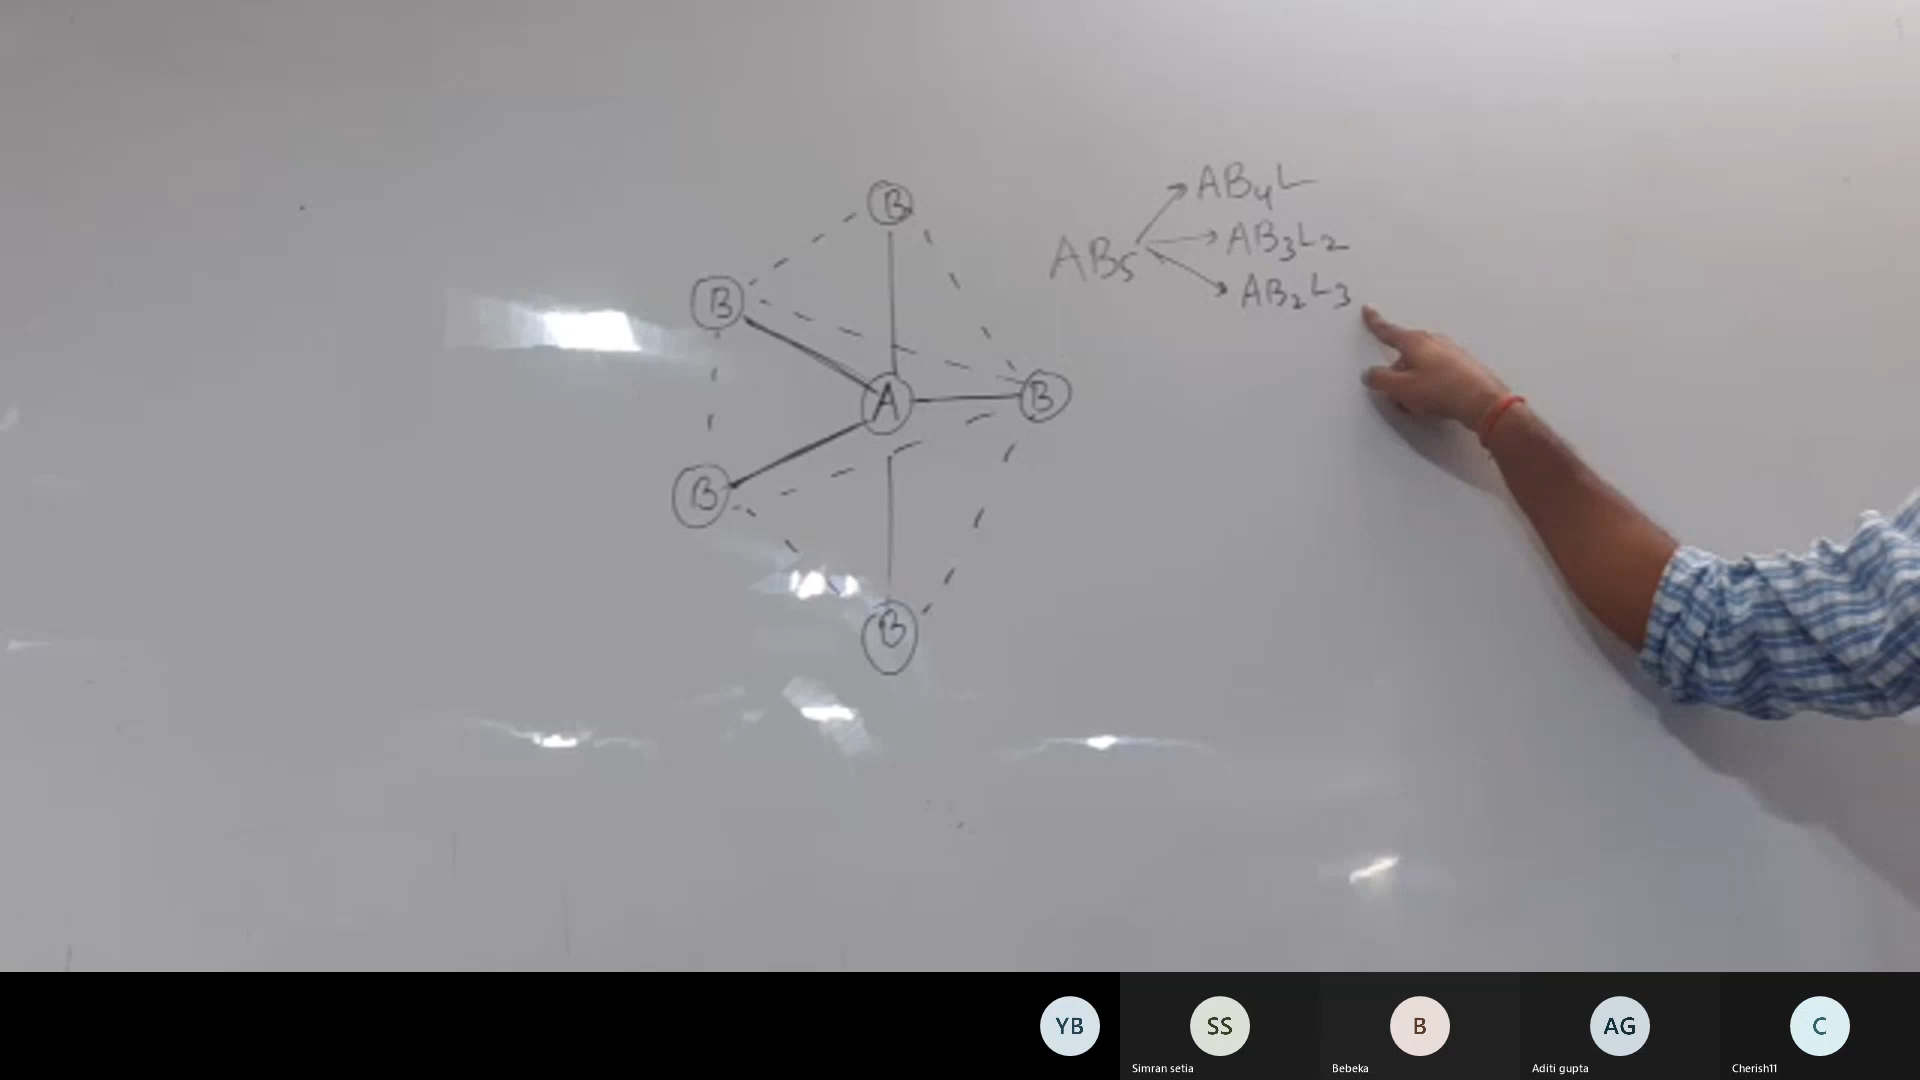 B
AB₄L
B
AB₅
AB₃L₂
AB₂L₃
A
B
B
B
YB
SS
B
AG
C
Simran setia
Bebeka
Aditi gupta
Cherish11